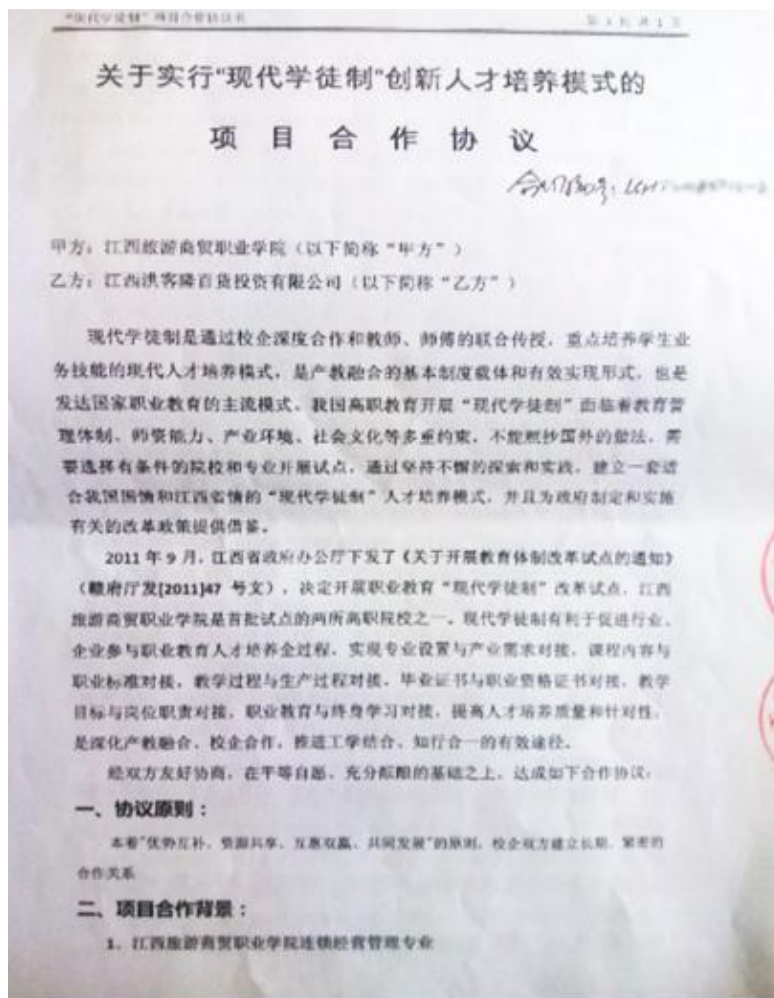 “现代学徒制”项目合作协议书
关于实行“现代学徒制”创新人才培养模式的
项目合作协议
合同编号：LKH
甲方：江西旅游商贸职业学院（以下简称“甲方”）
乙方：江西洪客隆百货投资有限公司（以下简称“乙方”）
现代学徒制是通过校企深度合作和教师、师傅的联合传授，重点培养学生业
务技能的现代人才培养模式，是产教融合的基本制度载体和有效实现形式，也是
发达国家职业教育的主流模式。我国高职教育开展“现代学徒制”面临着教育管
理体制、师资能力、产业环境、社会文化等多重约束，不能照抄国外的做法，需
要选择有条件的院校和专业开展试点，通过坚持不懈的探索和实践，建立一套适
合我国国情和江西省情的“现代学徒制”人才培养模式，并且为政府制定和实施
有关的改革政策提供借鉴。
2011 年 9 月，江西省政府办公厅下发了《关于开展教育体制改革试点的通知》
（赣府厅发[2011]47 号文），决定开展职业教育“现代学徒制”改革试点，江西
旅游商贸职业学院是首批试点的两所高职院校之一。现代学徒制有利于促进行业、
企业参与职业教育人才培养全过程，实现专业设置与产业需求对接，课程内容与
职业标准对接，教学过程与生产过程对接，毕业证书与职业资格证书对接，教学
目标与岗位职责对接，职业教育与终身学习对接，提高人才培养质量和针对性，
是深化产教融合、校企合作，推进工学结合、知行合一的有效途径。
经双方友好协商，在平等自愿、充分酝酿的基础之上，达成如下合作协议：
一、协议原则：
本着“优势互补、资源共享、互惠双赢、共同发展”的原则，校企双方建立长期、紧密的
合作关系
二、项目合作背景：
1、江西旅游商贸职业学院连锁经营管理专业